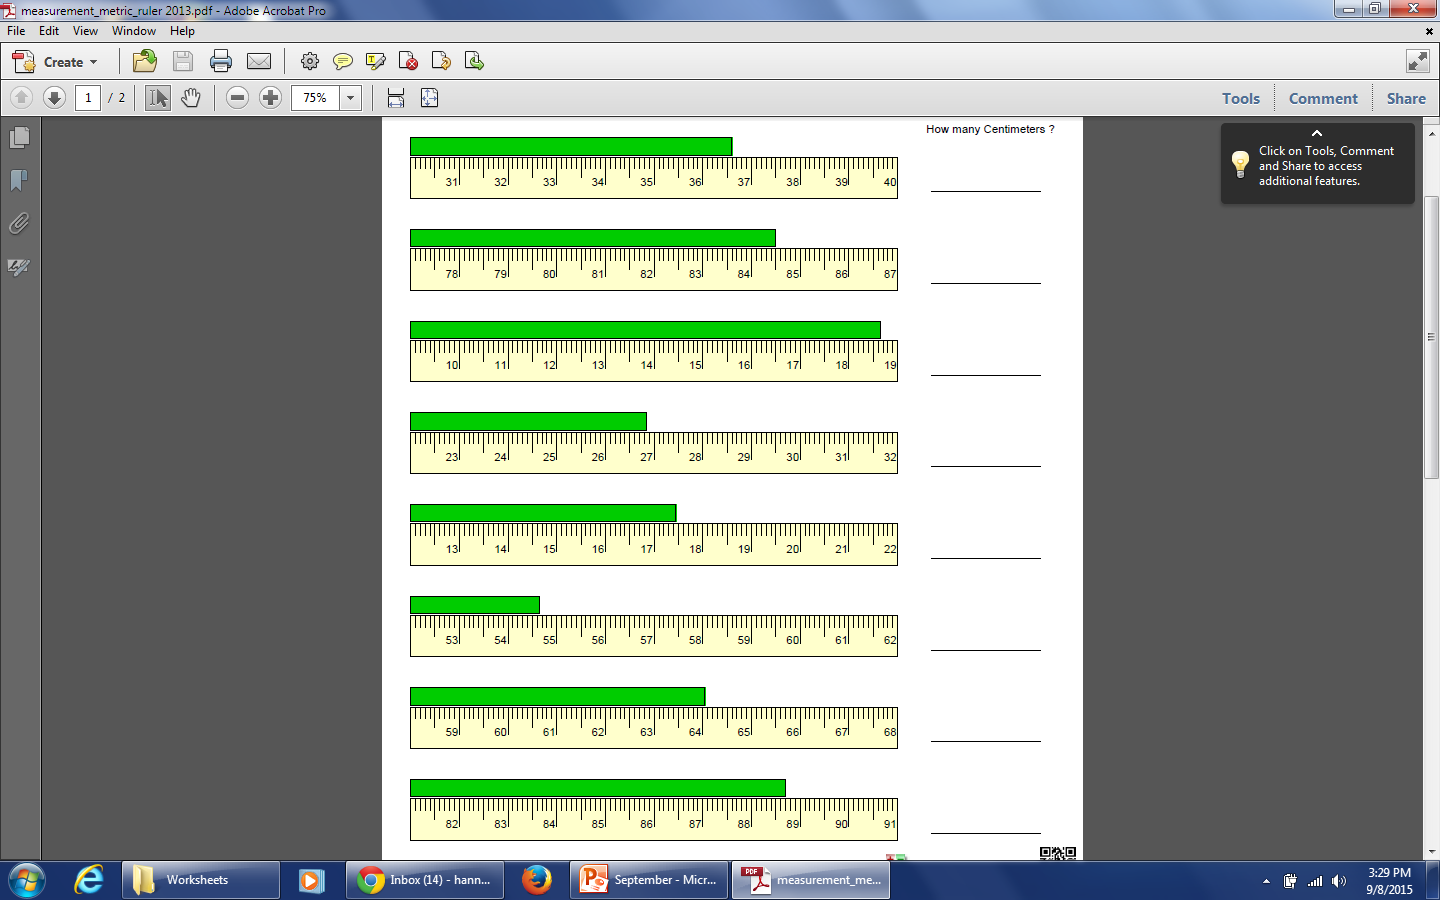 measurement_metric_ruler 2013.pdf - Adobe Acrobat Pro
File Edit View Window Help
Create
1 / 2 75% Tools Comment Share
How many Centimeters ?
Click on Tools, Comment
and Share to access
additional features.
31 32 33 34 35 36 37 38 39 40
78 79 80 81 82 83 84 85 86 87
10 11 12 13 14 15 16 17 18 19
23 24 25 26 27 28 29 30 31 32
13 14 15 16 17 18 19 20 21 22
53 54 55 56 57 58 59 60 61 62
59 60 61 62 63 64 65 66 67 68
82 83 84 85 86 87 88 89 90 91
Worksheets
Inbox (14) - hann...
September - Micr...
PDF
measurement_me...
3:29 PM
9/8/2015